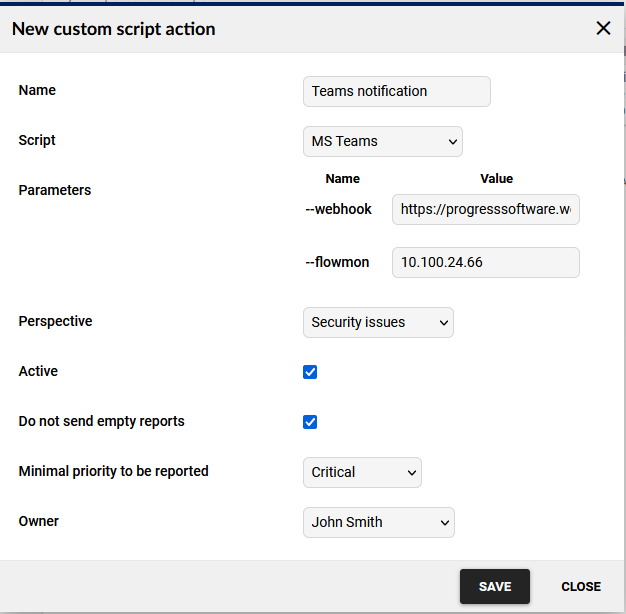 New custom script action
Name
Teams notification
Script
MS Teams
Parameters
Name Value
--webhook https://progresssoftware.w
--flowmon 10.100.24.66
Perspective
Security issues
Active
Do not send empty reports
Minimal priority to be reported
Critical
Owner
John Smith
SAVE CLOSE